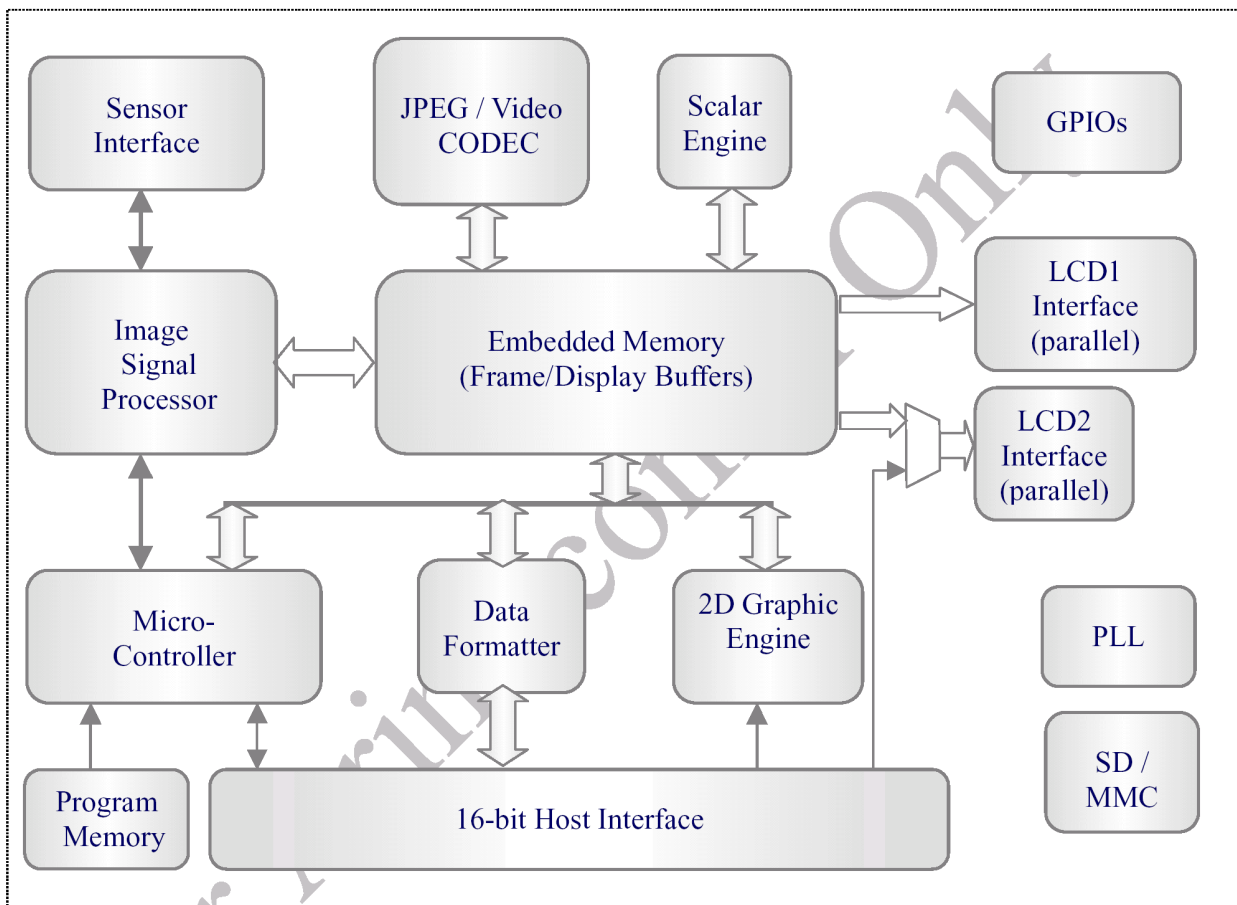 Sensor
Interface
JPEG / Video
CODEC
Scalar
Engine
GPIOs
Image
Signal
Processor
Embedded Memory
(Frame/Display Buffers)
LCD1
Interface
(parallel)
LCD2
Interface
(parallel)
Micro-
Controller
Data
Formatter
2D Graphic
Engine
PLL
Program
Memory
16-bit Host Interface
SD /
MMC
Only